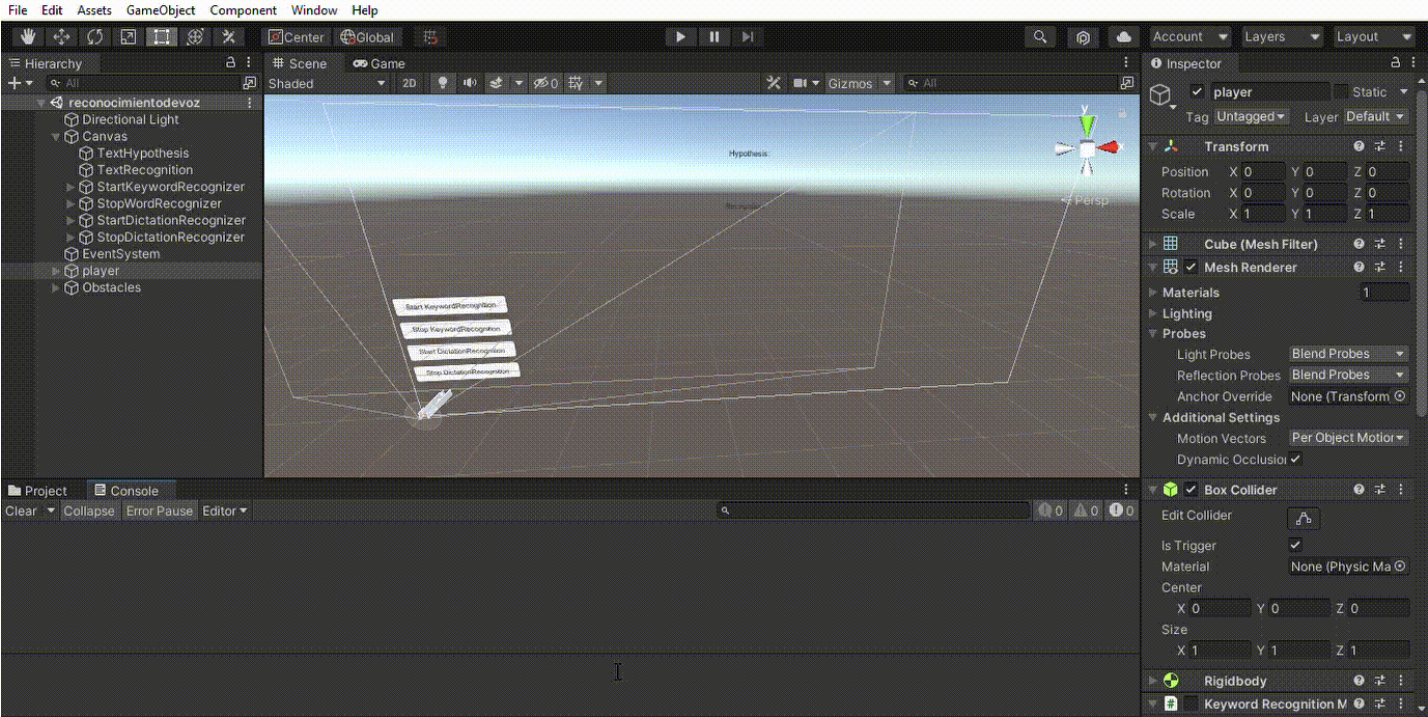 File Edit Assets GameObject Component Window Help
Center Global Account Layers Layout
Hierarchy
All
reconocimientodevoz
Directional Light
Canvas
TextHypothesis
TextRecognition
StartKeywordRecognizer
StopWordRecognizer
StartDictationRecognizer
StopDictationRecognizer
EventSystem
player
Obstacles
Scene Game
Shaded 2D 0 Gizmos All
y
x
Persp
Hypothesis:
Start KeywordRecognition
Stop KeywordRecognition
Start DictationRecognition
Stop DictationRecognition
Project Console
Clear Collapse Error Pause Editor 0 0 0
Inspector
player Static
Tag Untagged Layer Default
Transform
Position X 0 Y 0 Z 0
Rotation X 0 Y 0 Z 0
Scale X 1 Y 1 Z 1
Cube (Mesh Filter)
Mesh Renderer
Materials 1
Lighting
Probes
Light Probes Blend Probes
Reflection Probes Blend Probes
Anchor Override None (Transform
Additional Settings
Motion Vectors Per Object Motior
Dynamic Occlusior
Box Collider
Edit Collider
Is Trigger
Material None (Physic Ma
Center
X 0 Y 0 Z 0
Size
X 1 Y 1 Z 1
Rigidbody
# Keyword Recognition M